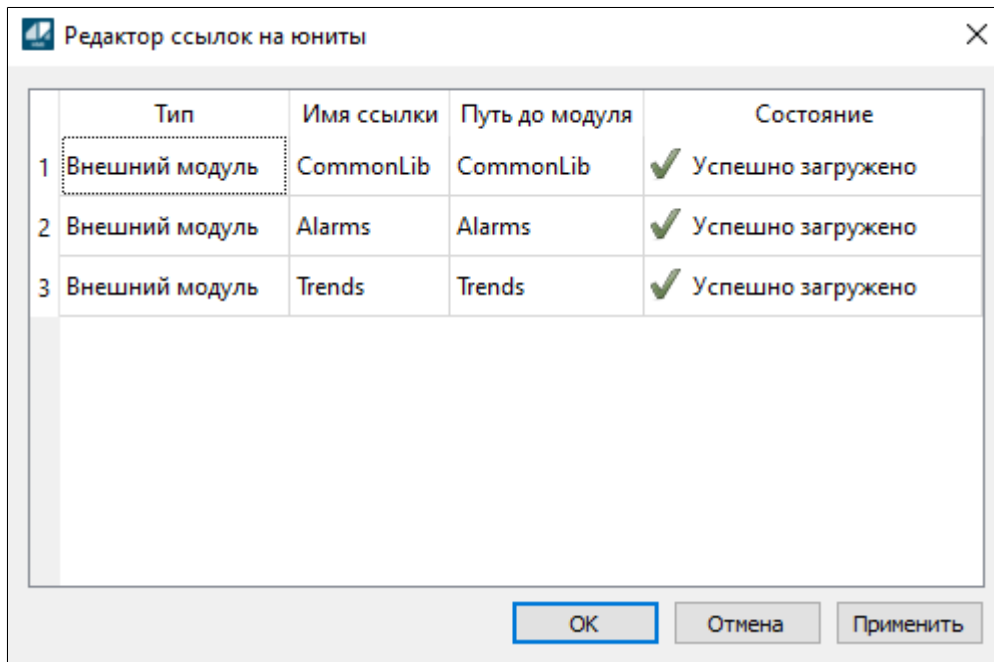 Редактор ссылок на юниты
Тип Имя ссылки Путь до модуля Состояние
1 Внешний модуль CommonLib CommonLib Успешно загружено
2 Внешний модуль Alarms Alarms Успешно загружено
3 Внешний модуль Trends Trends Успешно загружено
OK Отмена Применить